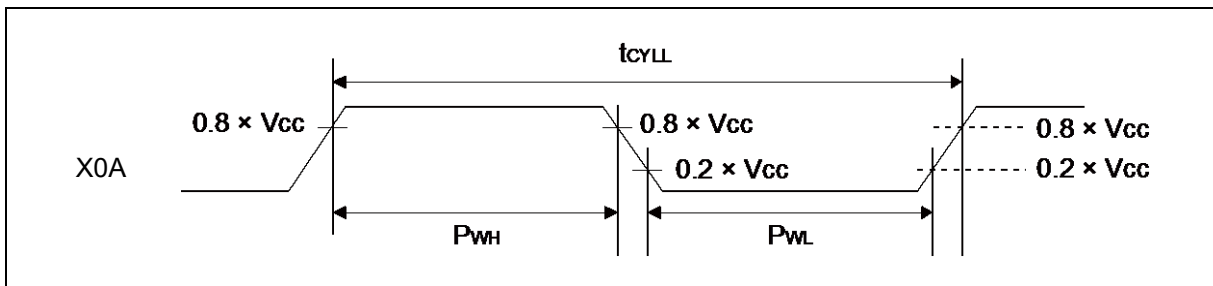 tCYLL
0.8 × Vcc
0.8 × Vcc
0.8 × Vcc
X0A
0.2 × Vcc
0.2 × Vcc
PWH
PWL